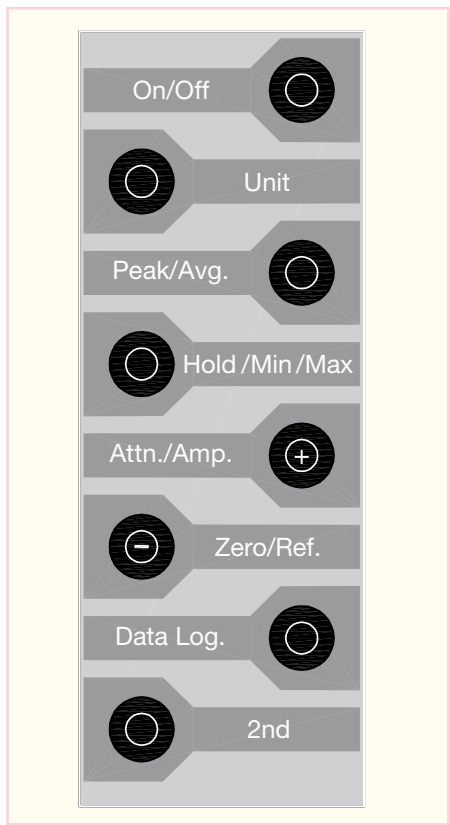 On/Off
Unit
Peak/Avg.
Hold/Min/Max
Attn./Amp. +
- Zero/Ref.
Data Log.
2nd